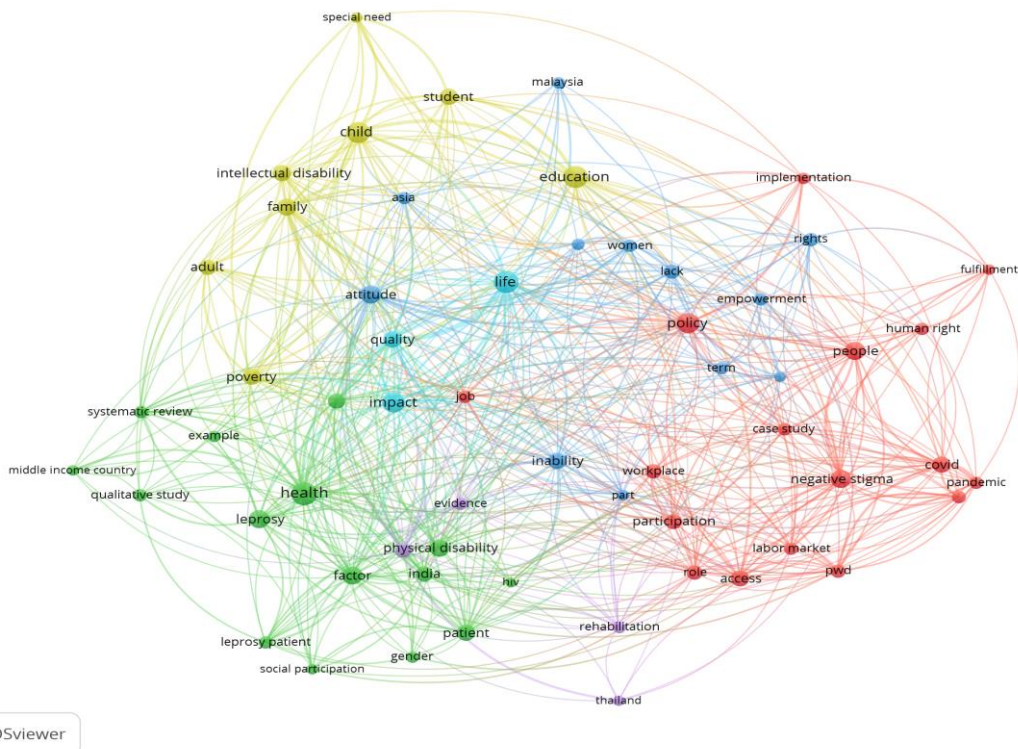 special need
malaysia
student
child
intellectual disability
education
implementation
asia
family
women
rights
adult
lack
fulfillment
life
attitude
empowerment
policy
human right
quality
people
term
poverty
job
impact
systematic review
case study
example
inability
covid
middle income country
workplace
negative stigma
pandemic
qualitative study
health
part
evidence
leprosy
participation
physical disability
labor market
factor
india
hiv
role
access
pwd
rehabilitation
patient
leprosy patient
gender
social participation
thailand
OSviewer